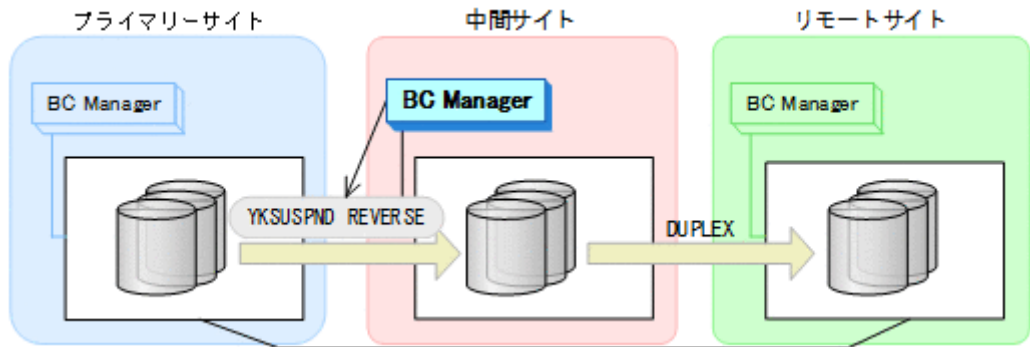 プライマリーサイト
中間サイト
リモートサイト
BC Manager
BC Manager
BC Manager
YKSUSPND REVERSE
DUPLEX